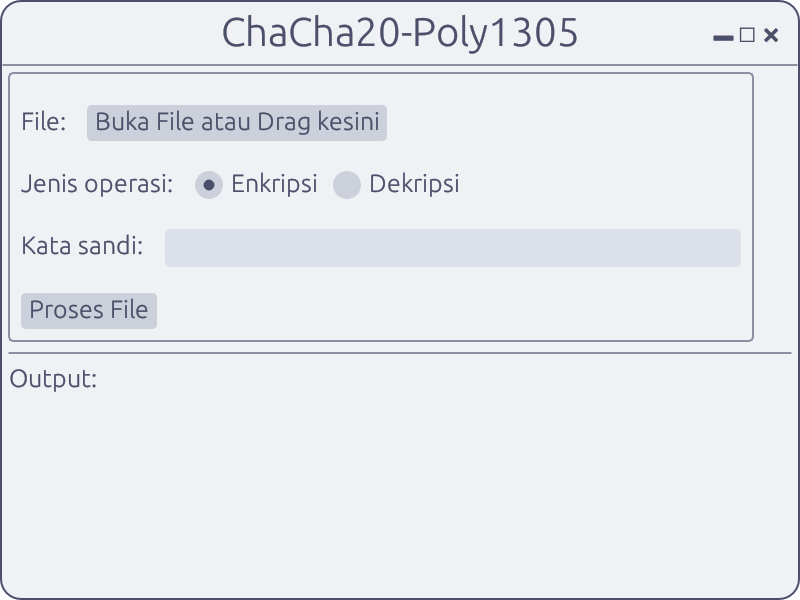 ChaCha20-Poly1305
File: Buka File atau Drag kesini
Jenis operasi: Enkripsi Dekripsi
Kata sandi:
Proses File
Output: